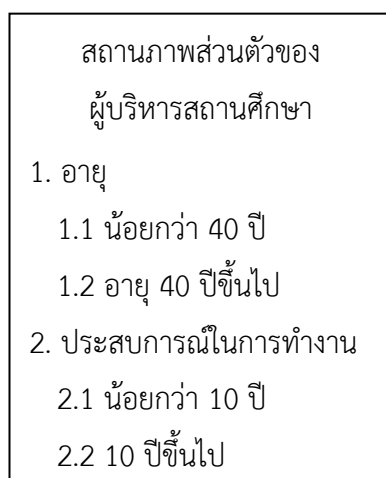 สถานภาพส่วนตัวของ
ผู้บริหารสถานศึกษา
1. อายุ
1.1 น้อยกว่า 40 ปี
1.2 อายุ 40 ปีขึ้นไป
2. ประสบการณ์ในการทำงาน
2.1 น้อยกว่า 10 ปี
2.2 10 ปีขึ้นไป